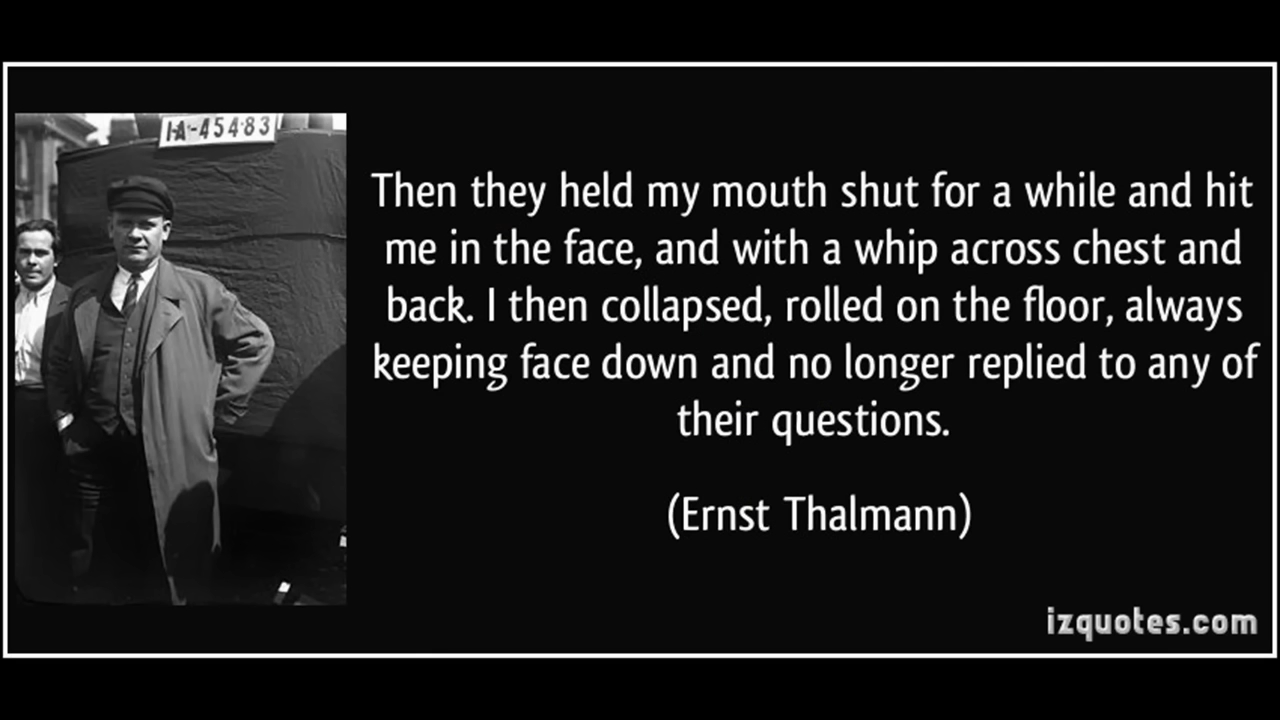 IA-45483
Then they held my mouth shut for a while and hit
me in the face, and with a whip across chest and
back. I then collapsed, rolled on the floor, always
keeping face down and no longer replied to any of
their questions.
(Ernst Thalmann)
izquotes.com